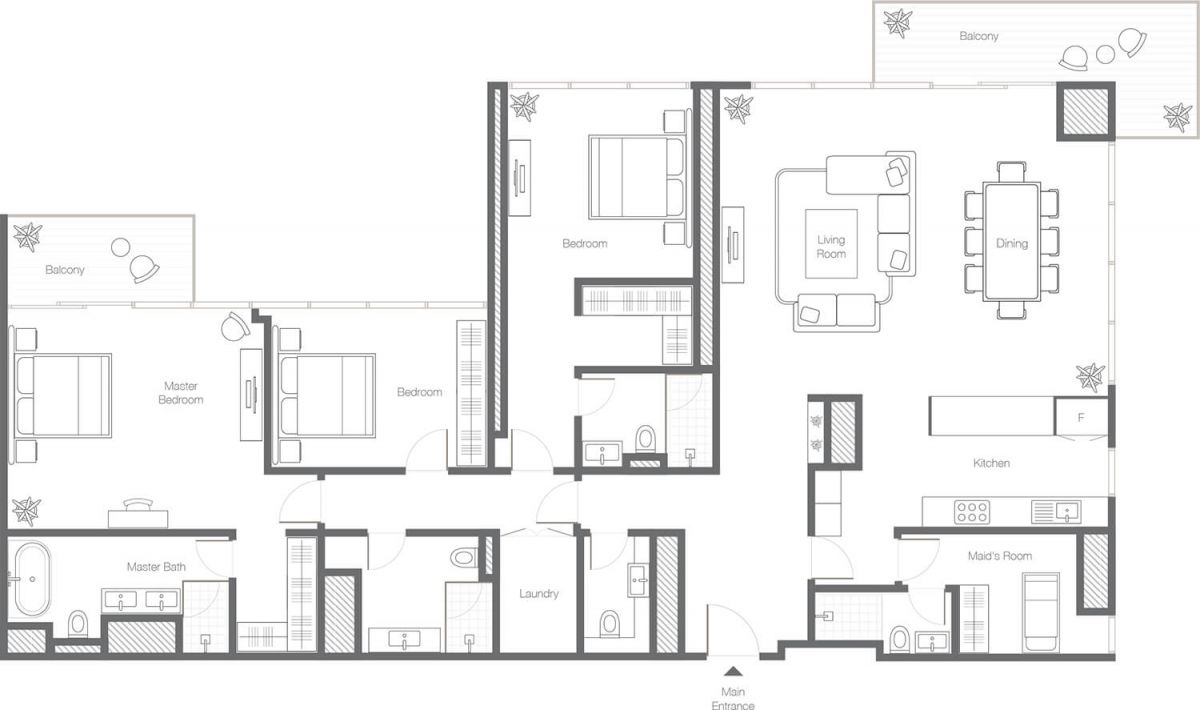 Balcony
Bedroom
Living
Room
Dining
Balcony
Master
Bedroom
Bedroom
F
Kitchen
Master Bath
Laundry
Maid's Room
Main
Entrance